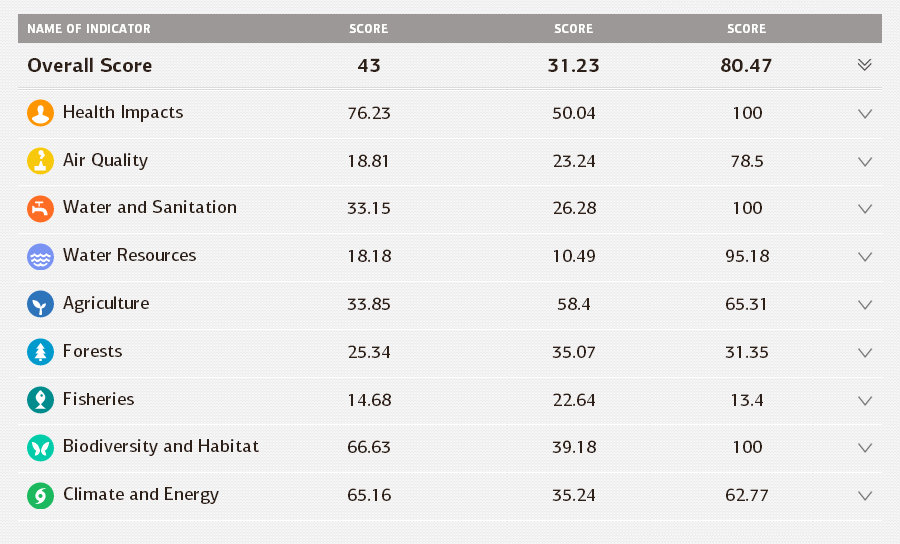 NAME OF INDICATOR SCORE SCORE SCORE
Overall Score 43 31.23 80.47
Health Impacts 76.23 50.04 100
Air Quality 18.81 23.24 78.5
Water and Sanitation 33.15 26.28 100
Water Resources 18.18 10.49 95.18
Agriculture 33.85 58.4 65.31
Forests 25.34 35.07 31.35
Fisheries 14.68 22.64 13.4
Biodiversity and Habitat 66.63 39.18 100
Climate and Energy 65.16 35.24 62.77